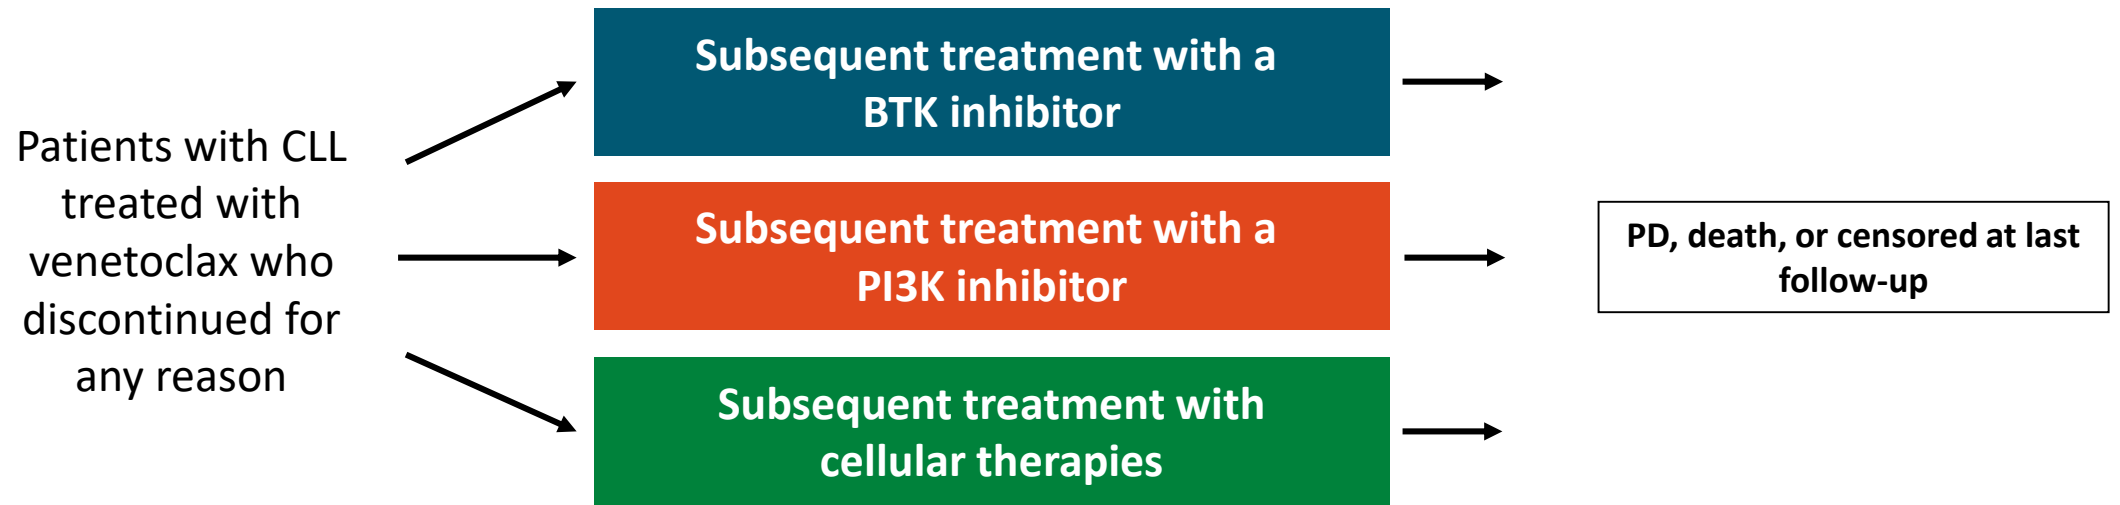 Patients with CLL
treated with
venetoclax who
discontinued for
any reason
Subsequent treatment with a
BTK inhibitor
Subsequent treatment with a
PI3K inhibitor
Subsequent treatment with
cellular therapies
PD, death, or censored at last
follow-up